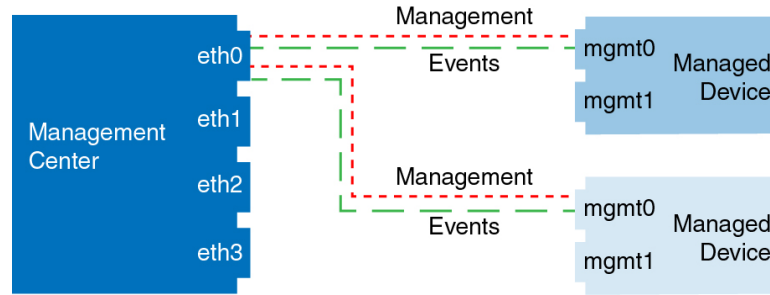 Management
Center
eth0
eth1
eth2
eth3
Management
Events
mgmt0
mgmt1
Managed
Device
Management
Events
mgmt0
mgmt1
Managed
Device